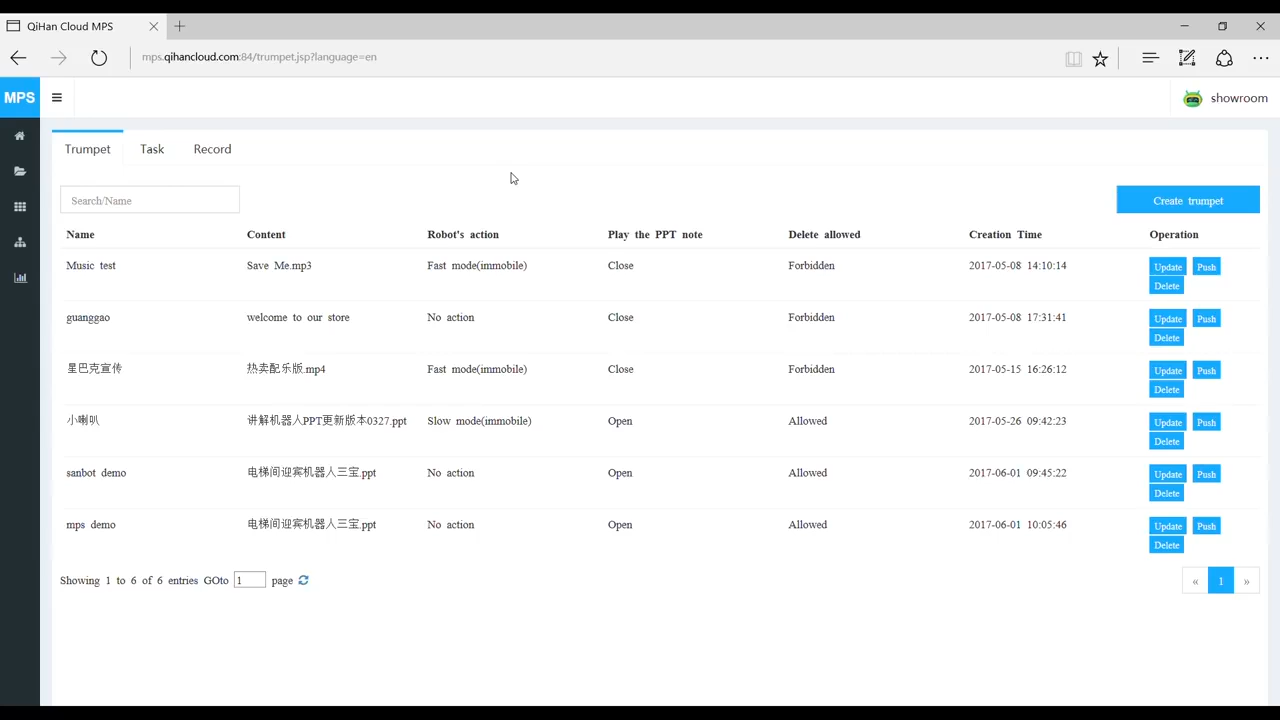 QiHan Cloud MPS
mps.qihancloud.com:84/trumpet.jsp?language=en
MPS
showroom
Trumpet Task Record
Search/Name
Create trumpet
Name Content Robot's action Play the PPT note Delete allowed Creation Time Operation
Music test Save Me.mp3 Fast mode(immobile) Close Forbidden 2017-05-08 14:10:14 Update Push
Delete
guanggao welcome to our store No action Close Forbidden 2017-05-08 17:31:41 Update Push
Delete
星巴克宣传 热卖配乐版.mp4 Fast mode(immobile) Close Forbidden 2017-05-15 16:26:12 Update Push
Delete
小喇叭 讲解机器人PPT更新版本0327.ppt Slow mode(immobile) Open Allowed 2017-05-26 09:42:23 Update Push
Delete
sanbot demo 电梯间迎宾机器人三宝.ppt No action Open Allowed 2017-06-01 09:45:22 Update Push
Delete
mps demo 电梯间迎宾机器人三宝.ppt No action Open Allowed 2017-06-01 10:05:46 Update Push
Delete
Showing 1 to 6 of 6 entries GOto 1 page « 1 »